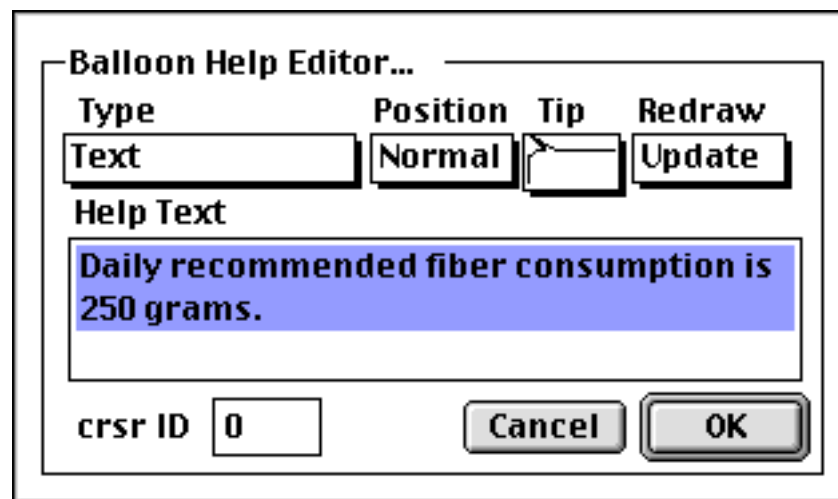 Balloon Help Editor...
Type Position Tip Redraw
Text Normal Update
Help Text
Daily recommended fiber consumption is
250 grams.
crsr ID 0 Cancel OK